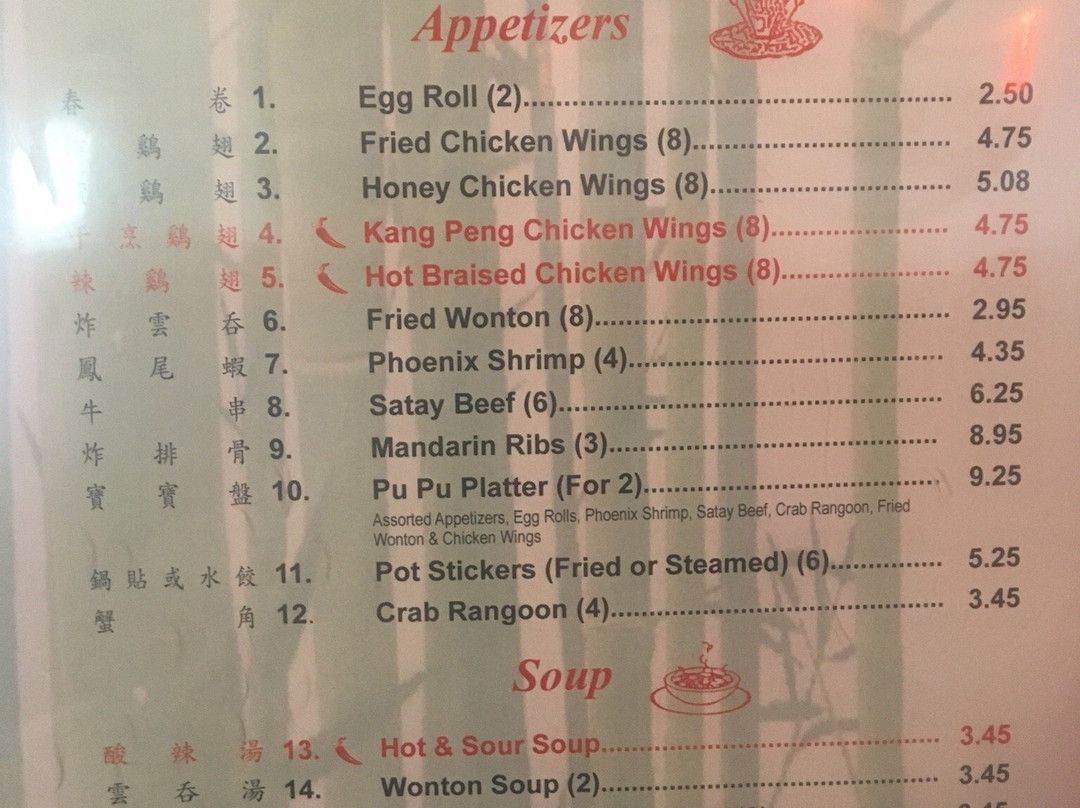 Appetizers
春 卷 1. Egg Roll (2) 2.50
鷄 翅 2. Fried Chicken Wings (8) 4.75
鷄 翅 3. Honey Chicken Wings (8) 5.08
干 烹 鷄 翅 4. Kang Peng Chicken Wings (8) 4.75
辣 鷄 翅 5. Hot Braised Chicken Wings (8) 4.75
炸 雲 吞 6. Fried Wonton (8) 2.95
鳳 尾 蝦 7. Phoenix Shrimp (4) 4.35
牛 串 8. Satay Beef (6) 6.25
炸 排 骨 9. Mandarin Ribs (3) 8.95
寶 寶 盤 10. Pu Pu Platter (For 2) 9.25
Assorted Appetizers, Egg Rolls, Phoenix Shrimp, Satay Beef, Crab Rangoon, Fried
Wonton & Chicken Wings
鍋 貼 或 水 餃 11. Pot Stickers (Fried or Steamed) (6) 5.25
蟹 角 12. Crab Rangoon (4) 3.45
Soup
酸 辣 湯 13. Hot & Sour Soup 3.45
雲 吞 湯 14. Wonton Soup (2) 3.45